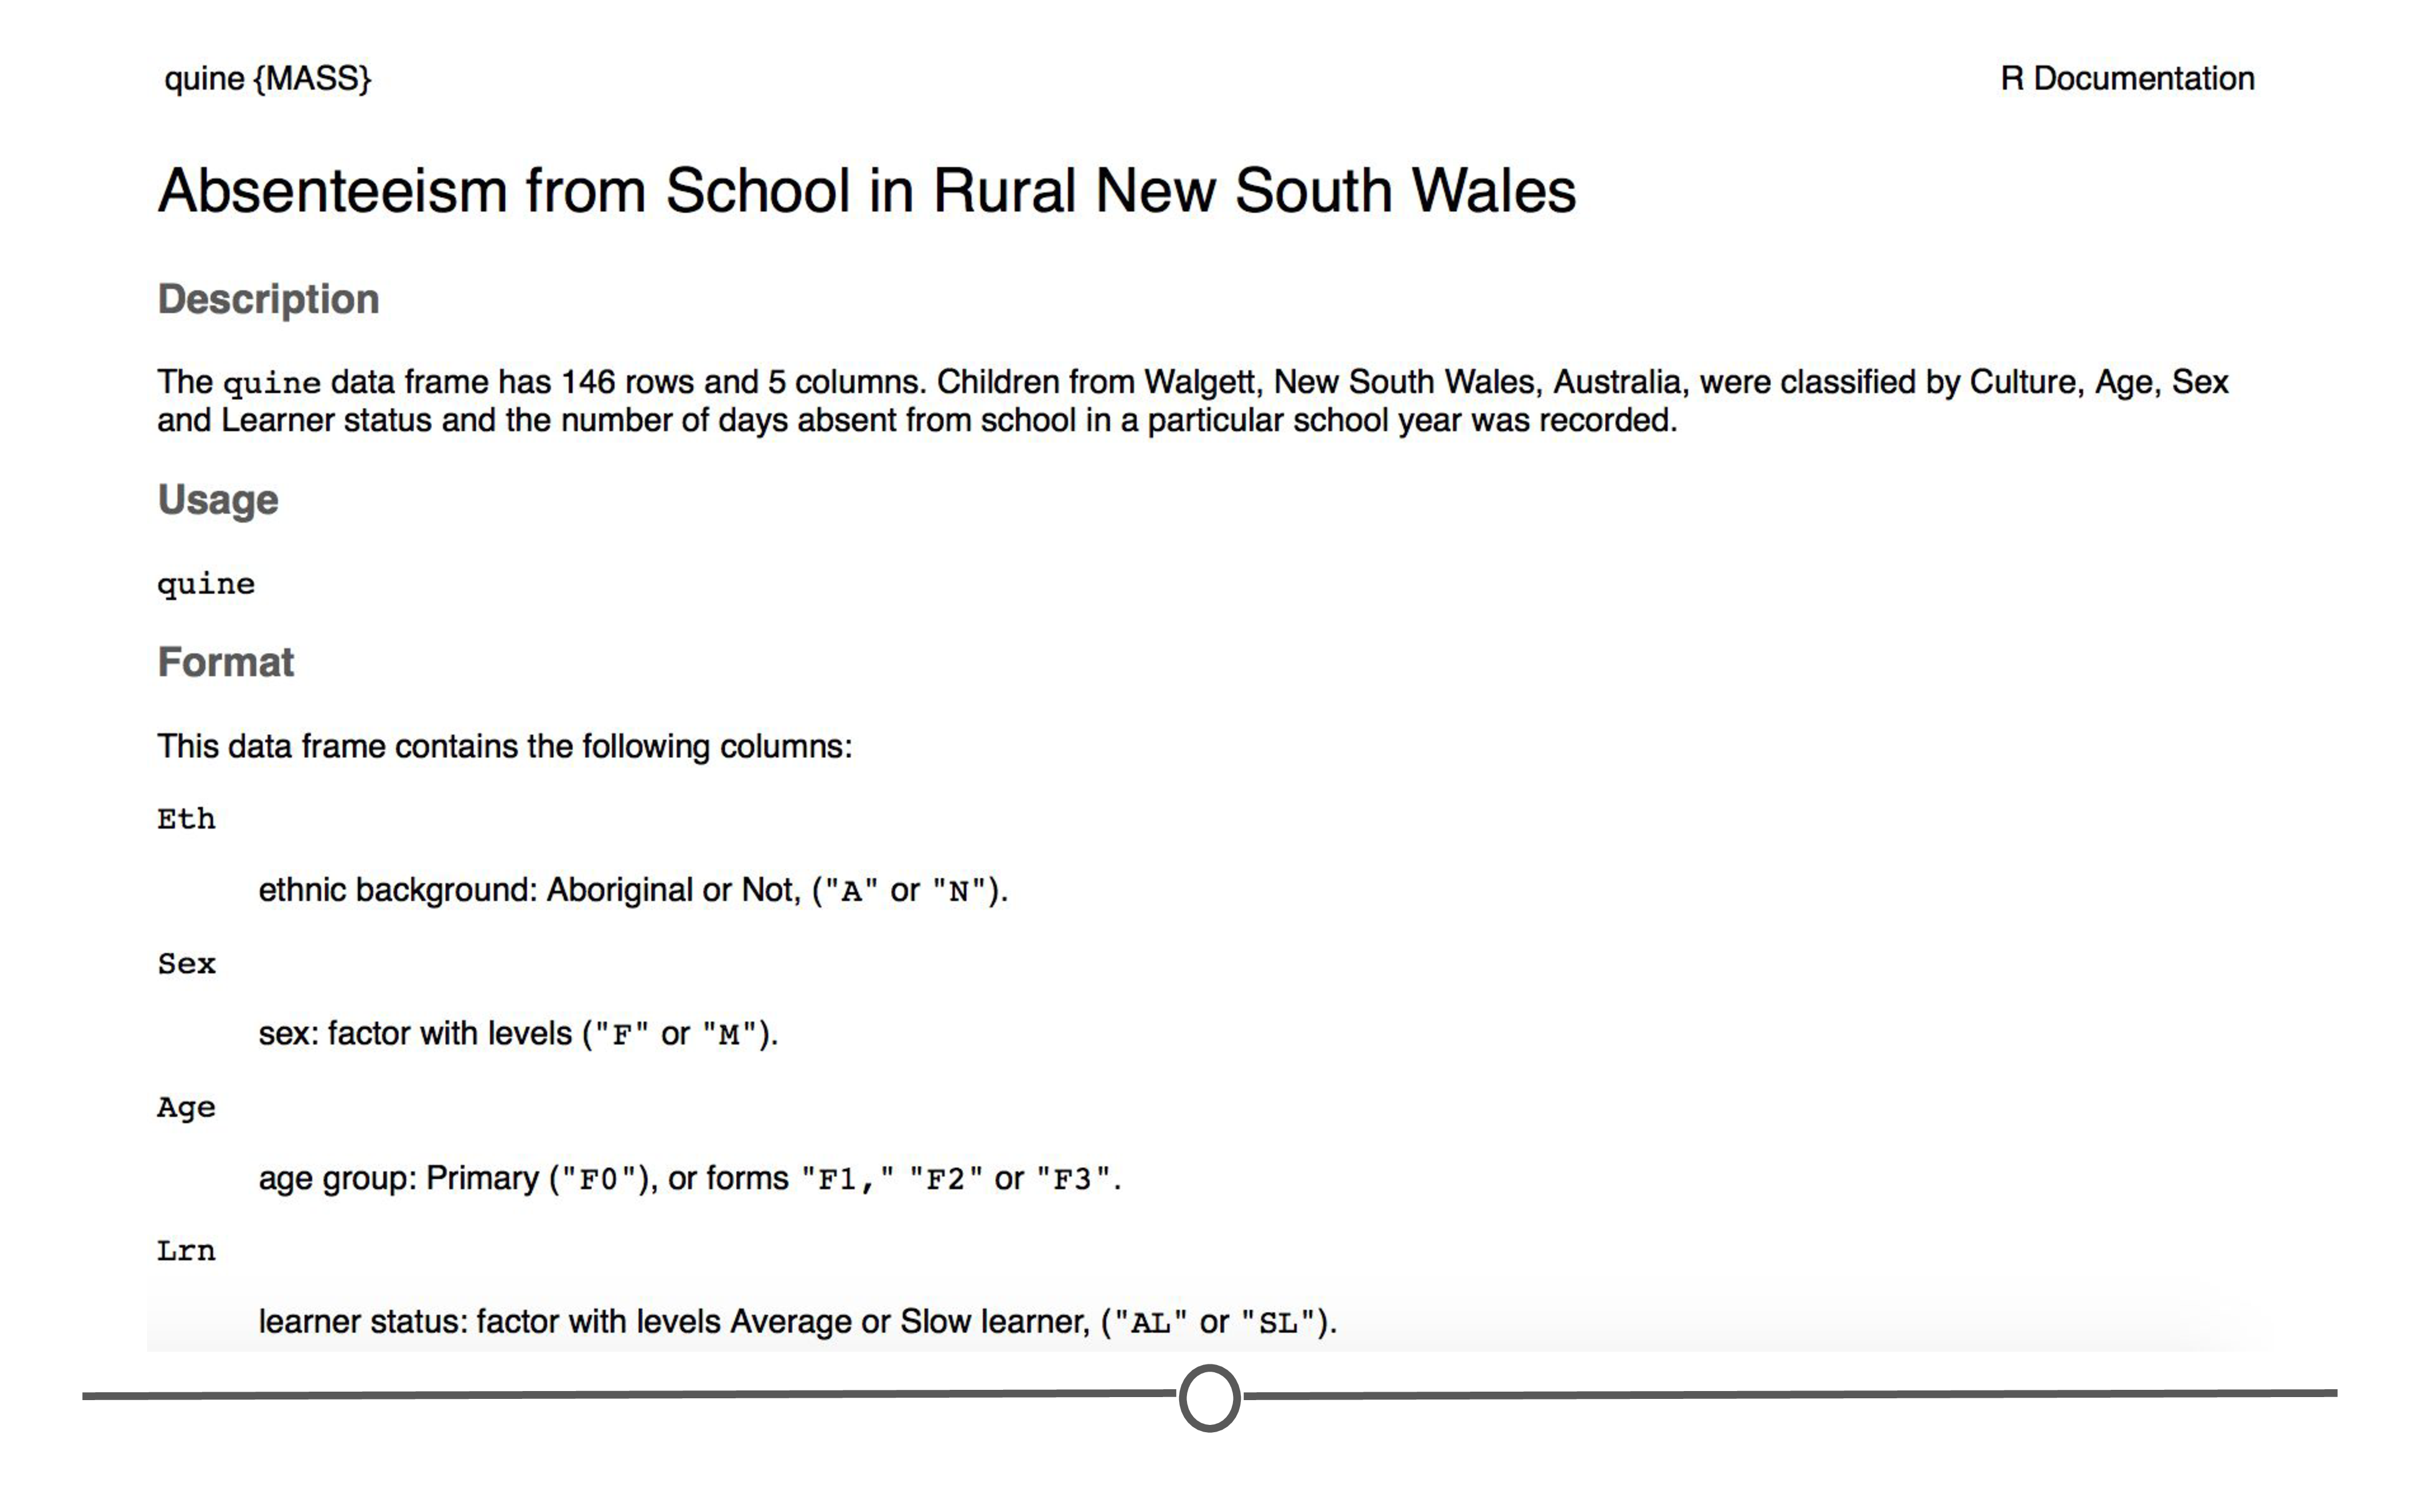 quine {MASS}
R Documentation
Absenteeism from School in Rural New South Wales
Description
The quine data frame has 146 rows and 5 columns. Children from Walgett, New South Wales, Australia, were classified by Culture, Age, Sex
and Learner status and the number of days absent from school in a particular school year was recorded.
Usage
quine
Format
This data frame contains the following columns:
Eth
ethnic background: Aboriginal or Not, ("A" or "N").
Sex
sex: factor with levels ("F" or "M").
Age
age group: Primary ("F0"), or forms "F1," "F2" or "F3".
Lrn
learner status: factor with levels Average or Slow learner, ("AL" or "SL").